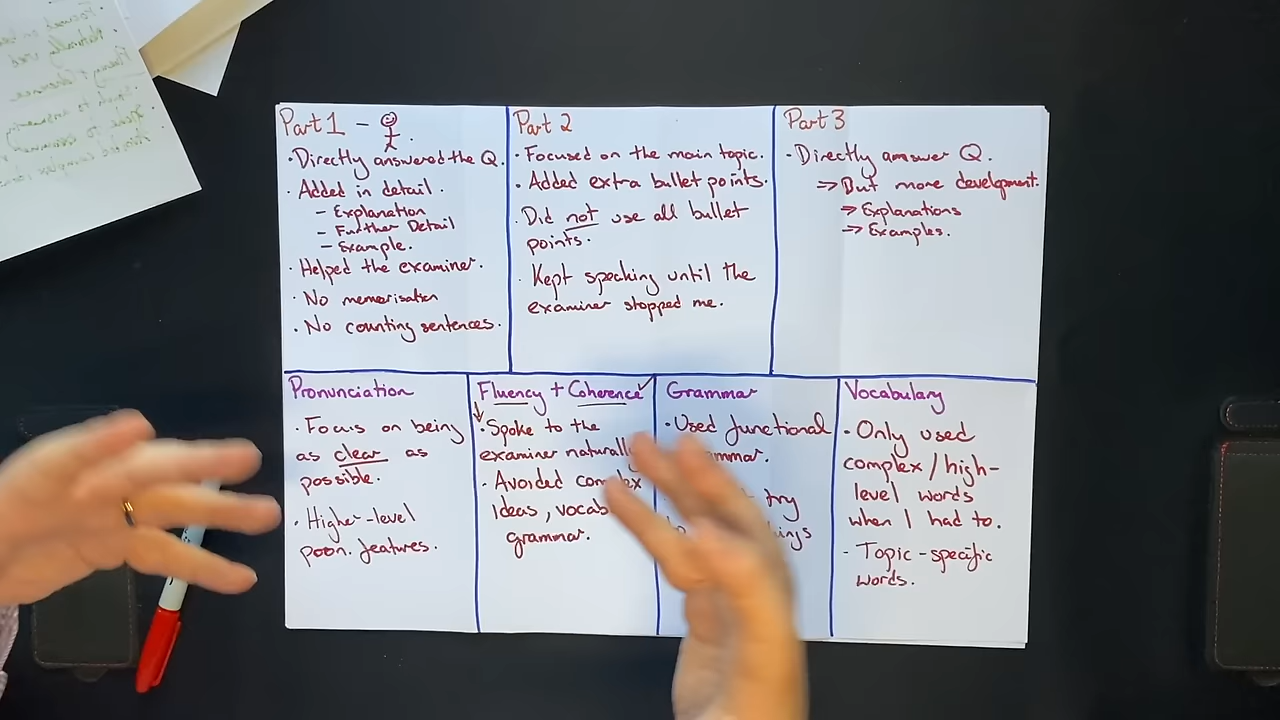 Part 1 –
• Directly answered the Q.
• Added in detail.
– Explanation
– Further Detail
– Example.
• Helped the examiner.
• No memorisation
• No counting sentences.
Part 2
• Focused on the main topic.
• Added extra bullet points.
• Did not use all bullet
points.
• Kept speaking until the
examiner stopped me.
Part 3
• Directly answer Q.
⇒ But more development.
⇒ Explanations
⇒ Examples.
Pronunciation
• Focus on being
as clear as
possible.
• Higher-level
pron. features.
Fluency + Coherence ✓
↓
• Spoke to the
examiner naturally
• Avoided complex
ideas, vocab
grammar.
Grammar
• Used functional
try
Vocabulary
• Only used
complex/high-
level words
when I had to.
• Topic-specific
words.